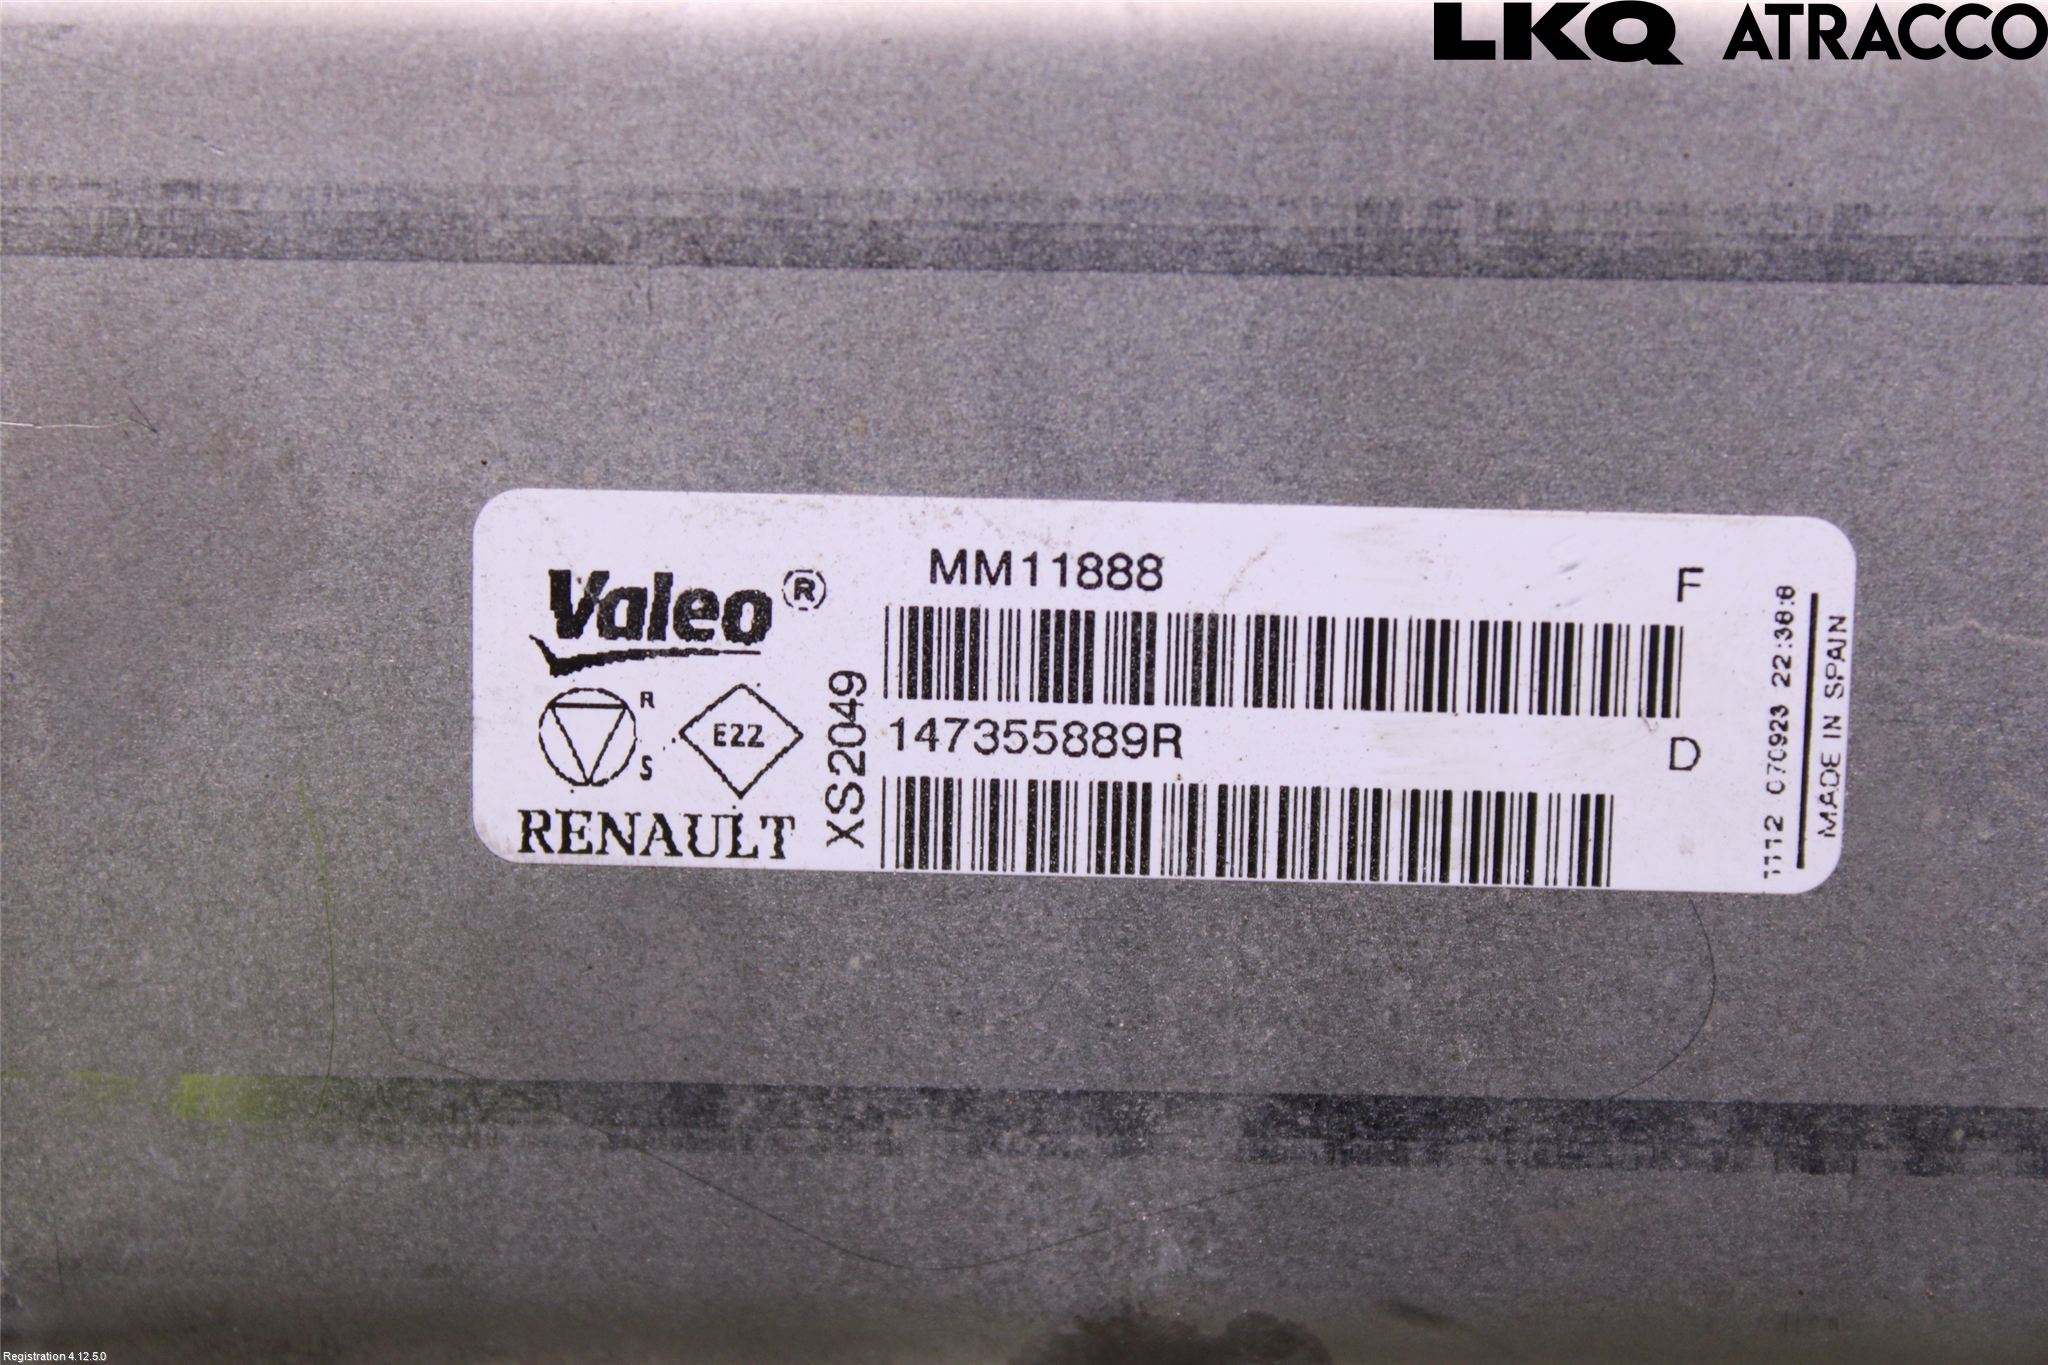 LKQ ATRACCO
Valeo ®
MM11888
F
R
S
E2Z
XS2049
147355889R
D
RENAULT
1112 070923 22:38:8
MADE IN SPAIN
Registration 4.12.5.0